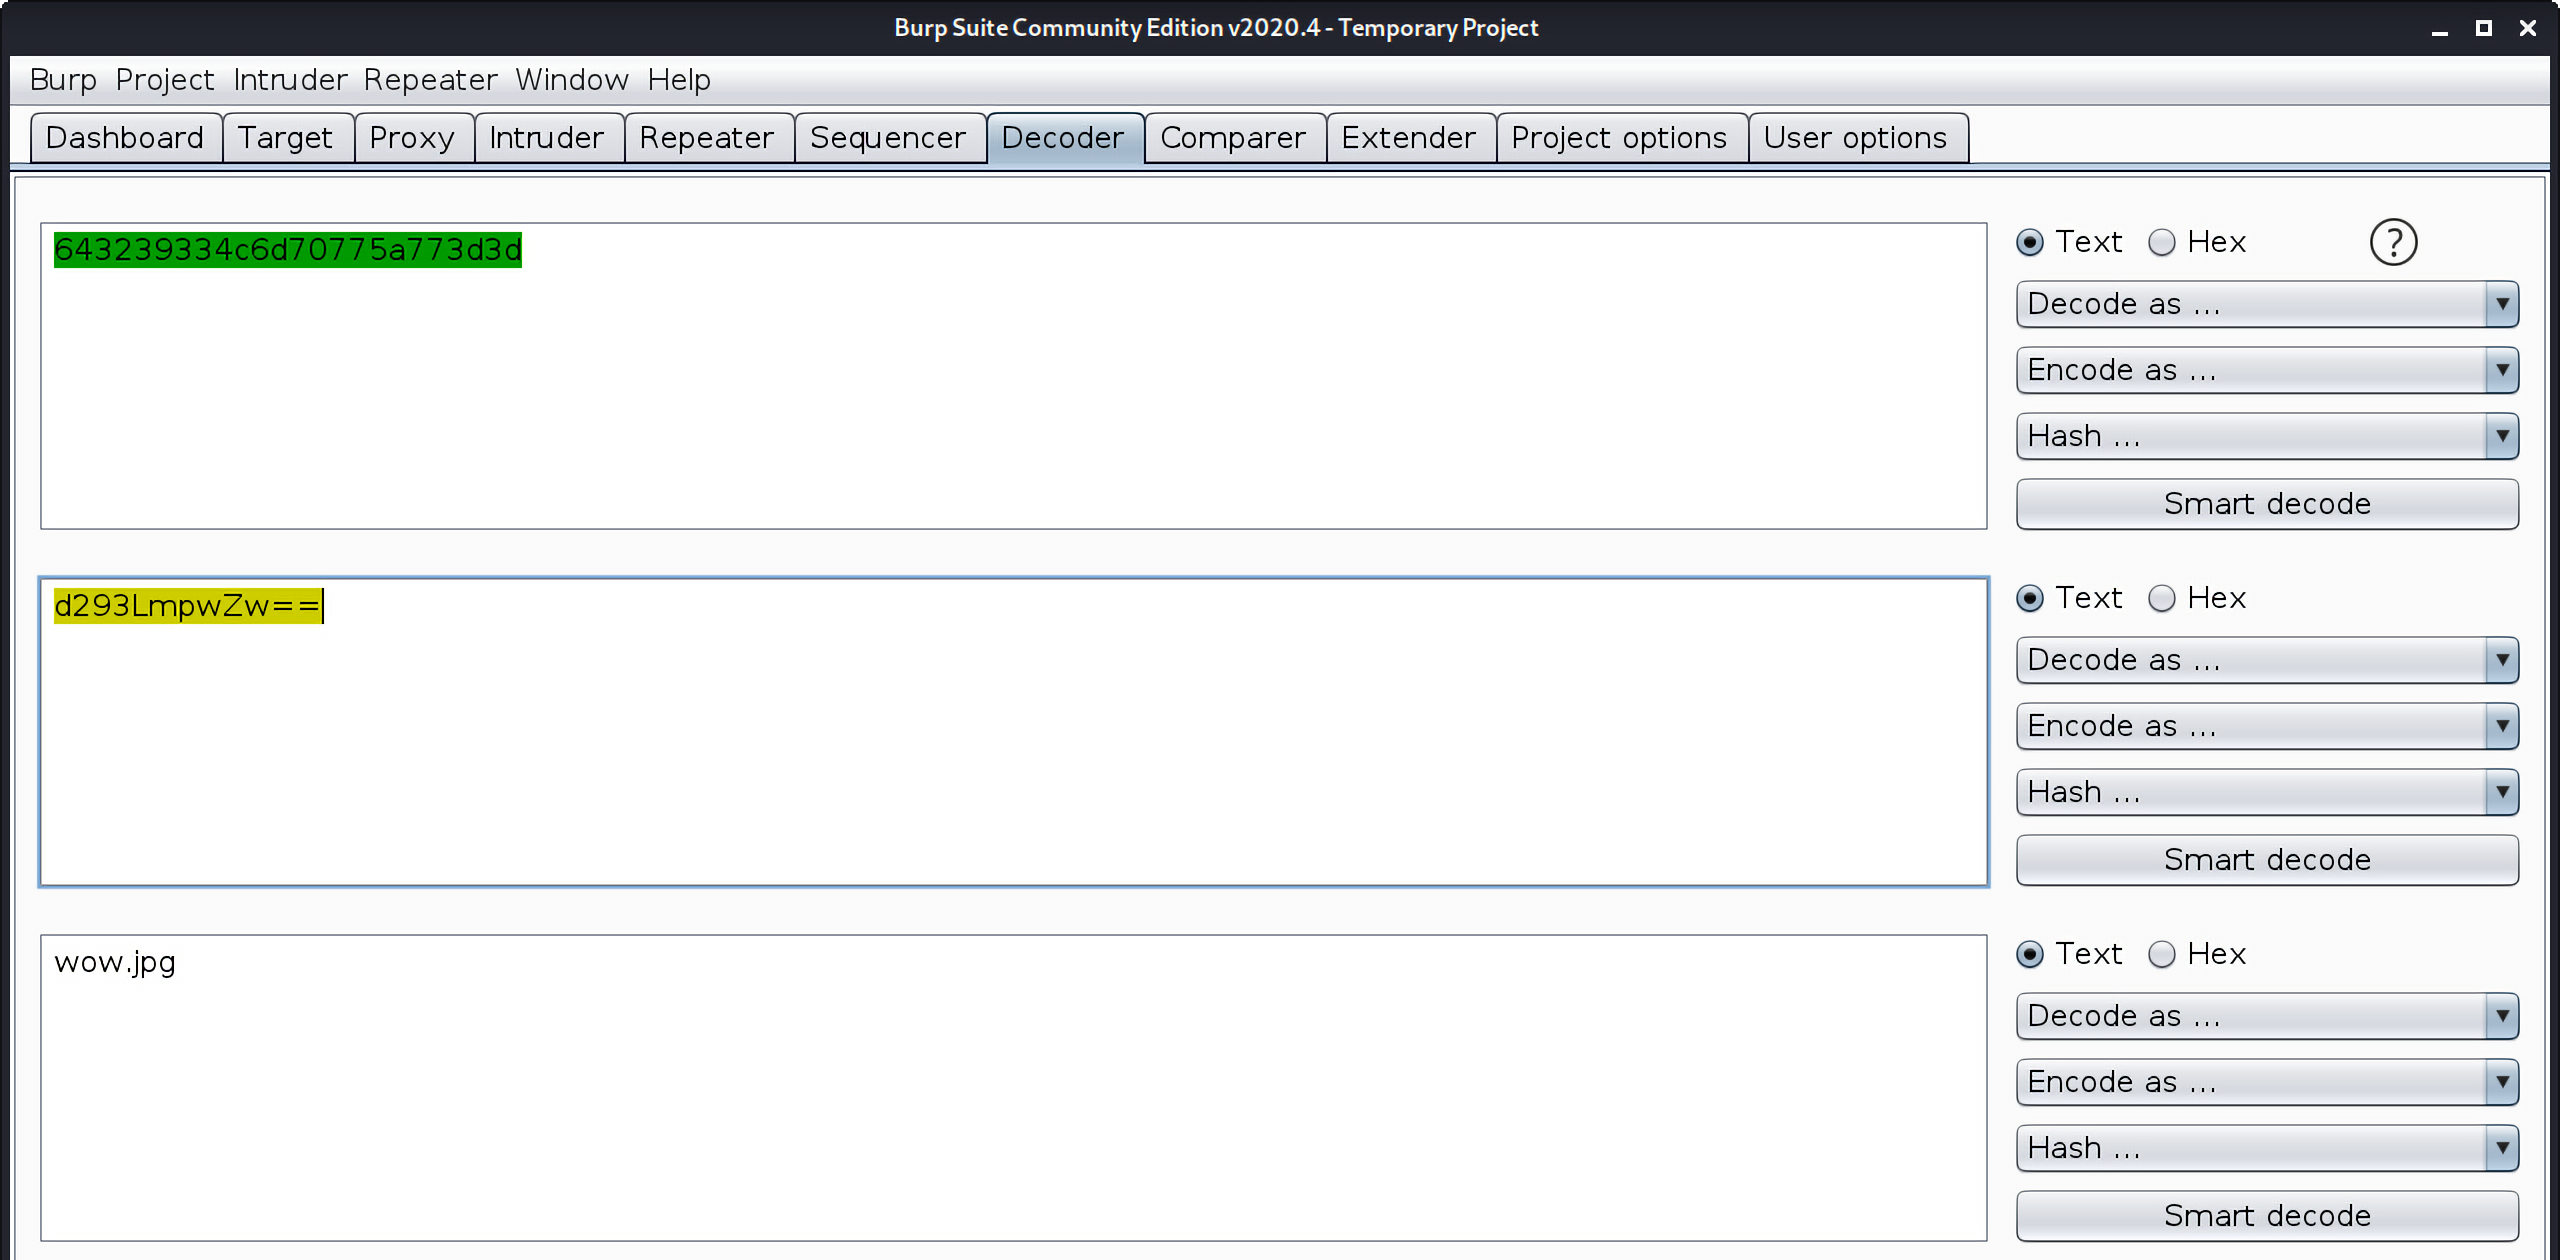 Burp Suite Community Edition v2020.4 - Temporary Project
Burp Project Intruder Repeater Window Help
Dashboard Target Proxy Intruder Repeater Sequencer Decoder Comparer Extender Project options User options
643239334c6d70775a773d3d
Text Hex ?
Decode as ...
Encode as ...
Hash ...
Smart decode
d293LmpwZw==
Text Hex
Decode as ...
Encode as ...
Hash ...
Smart decode
wow.jpg
Text Hex
Decode as ...
Encode as ...
Hash ...
Smart decode